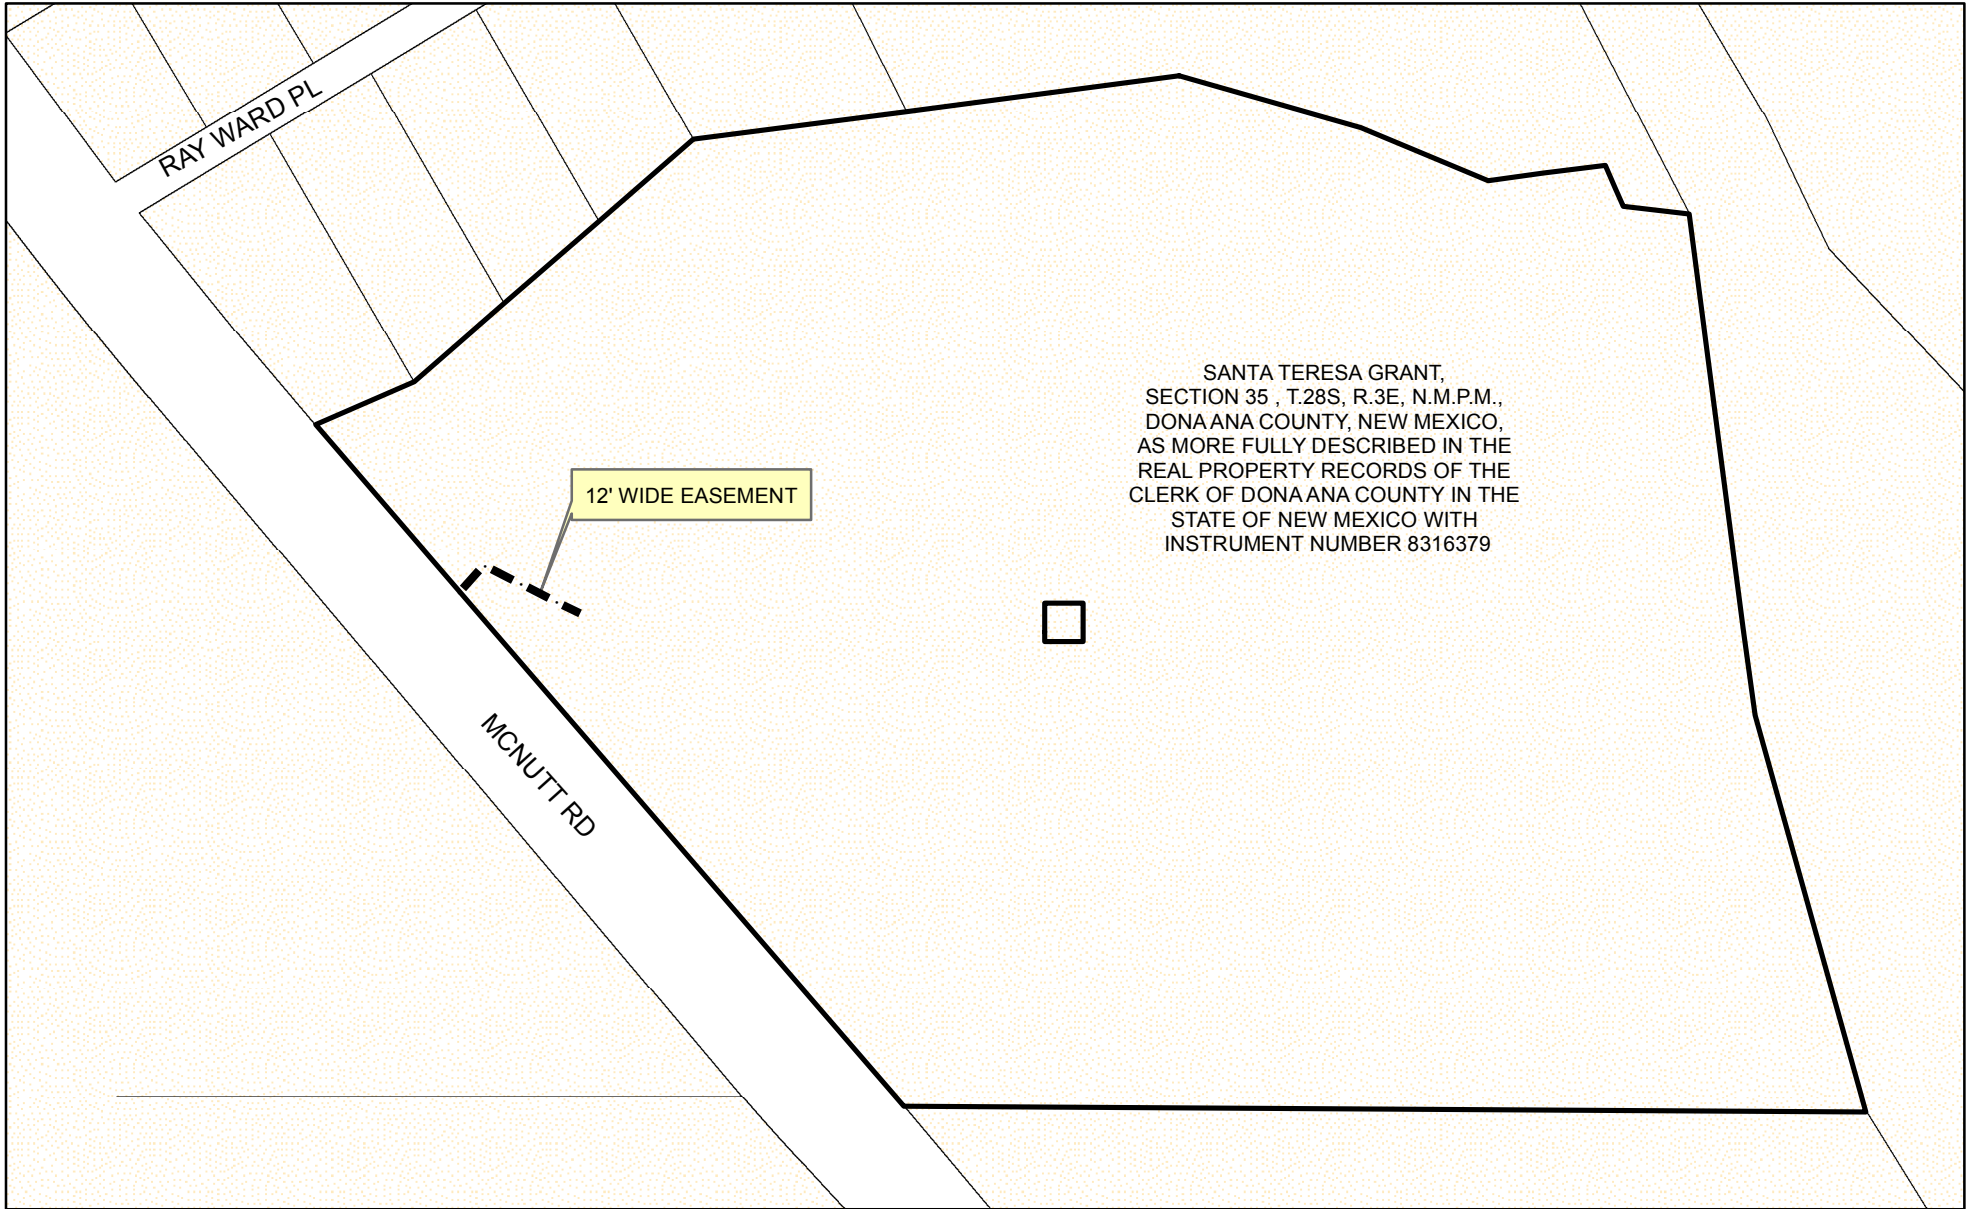 RAY WARD PL
SANTA TERESA GRANT,
SECTION 35 , T.28S, R.3E, N.M.P.M.,
DONA ANA COUNTY, NEW MEXICO,
AS MORE FULLY DESCRIBED IN THE
REAL PROPERTY RECORDS OF THE
CLERK OF DONA ANA COUNTY IN THE
STATE OF NEW MEXICO WITH
INSTRUMENT NUMBER 8316379
12' WIDE EASEMENT
MCNUTT RD